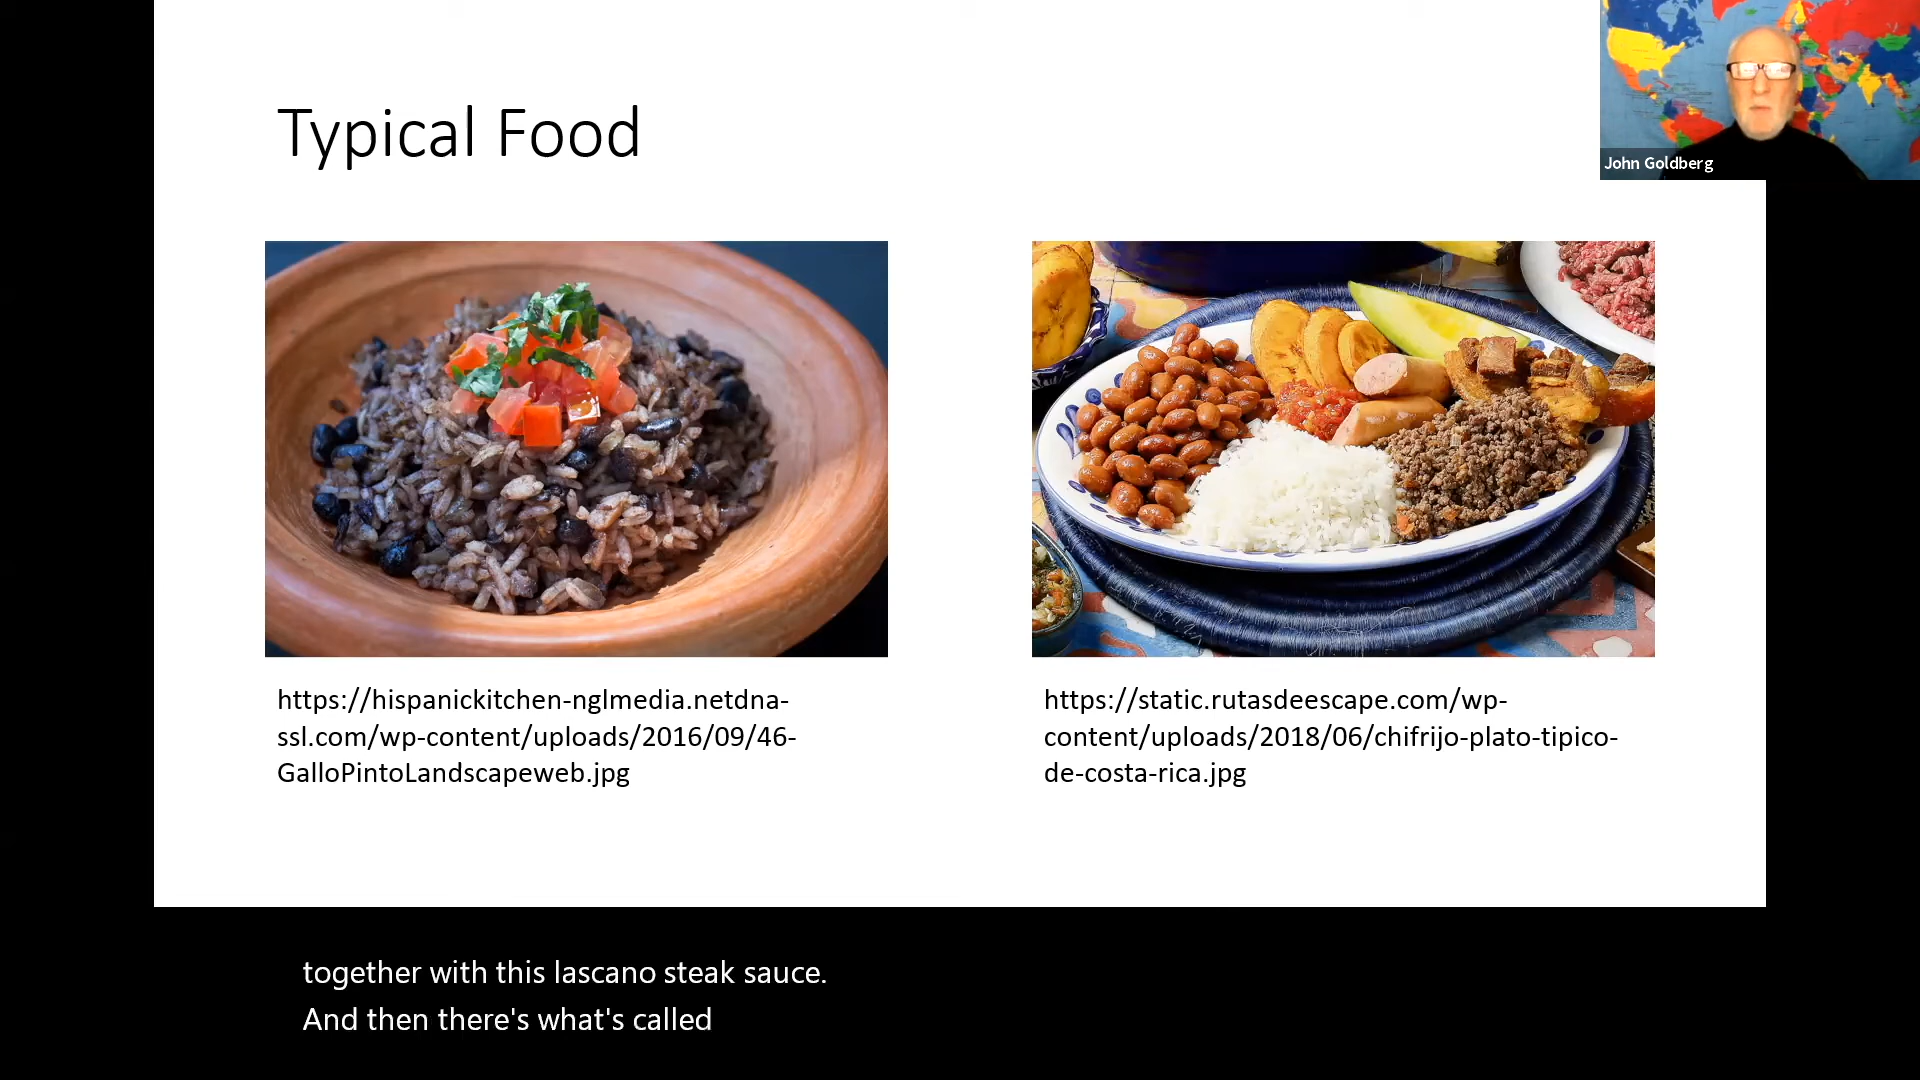 Typical Food
John Goldberg
https://hispanickitchen-nglmedia.netdna-
ssl.com/wp-content/uploads/2016/09/46-
GalloPintoLandscapeweb.jpg
https://static.rutasdeescape.com/wp-
content/uploads/2018/06/chifrijo-plato-tipico-
de-costa-rica.jpg
together with this lascano steak sauce.
And then there's what's called